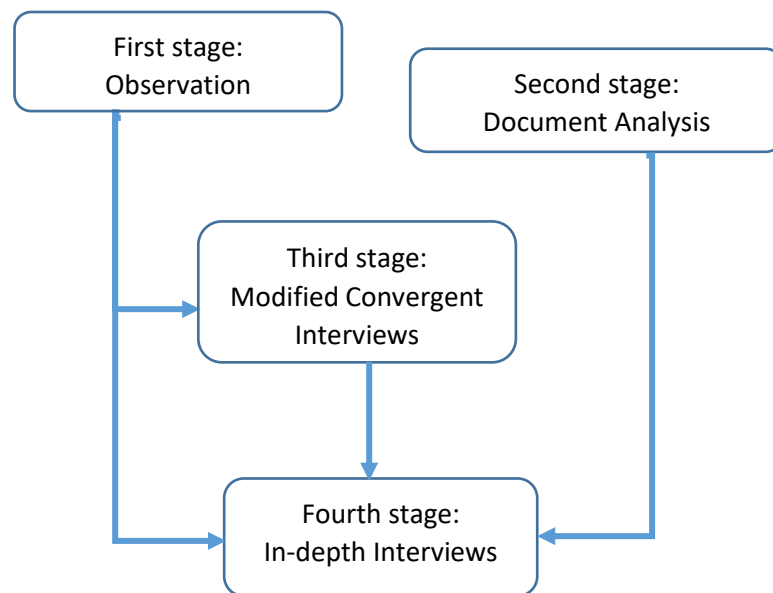 First stage:
Observation
Second stage:
Document Analysis
Third stage:
Modified Convergent
Interviews
Fourth stage:
In-depth Interviews